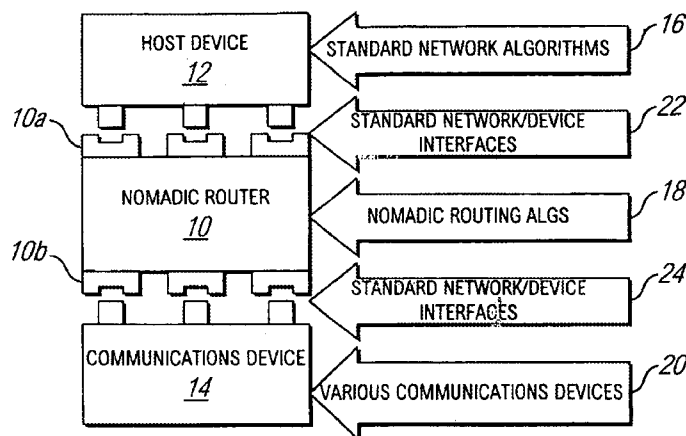 HOST DEVICE
12
STANDARD NETWORK ALGORITHMS
16
10a
STANDARD NETWORK/DEVICE
INTERFACES
22
NOMADIC ROUTER
10
NOMADIC ROUTING ALGS
18
10b
STANDARD NETWORK/DEVICE
INTERFACES
24
COMMUNICATIONS DEVICE
14
VARIOUS COMMUNICATIONS DEVICES
20